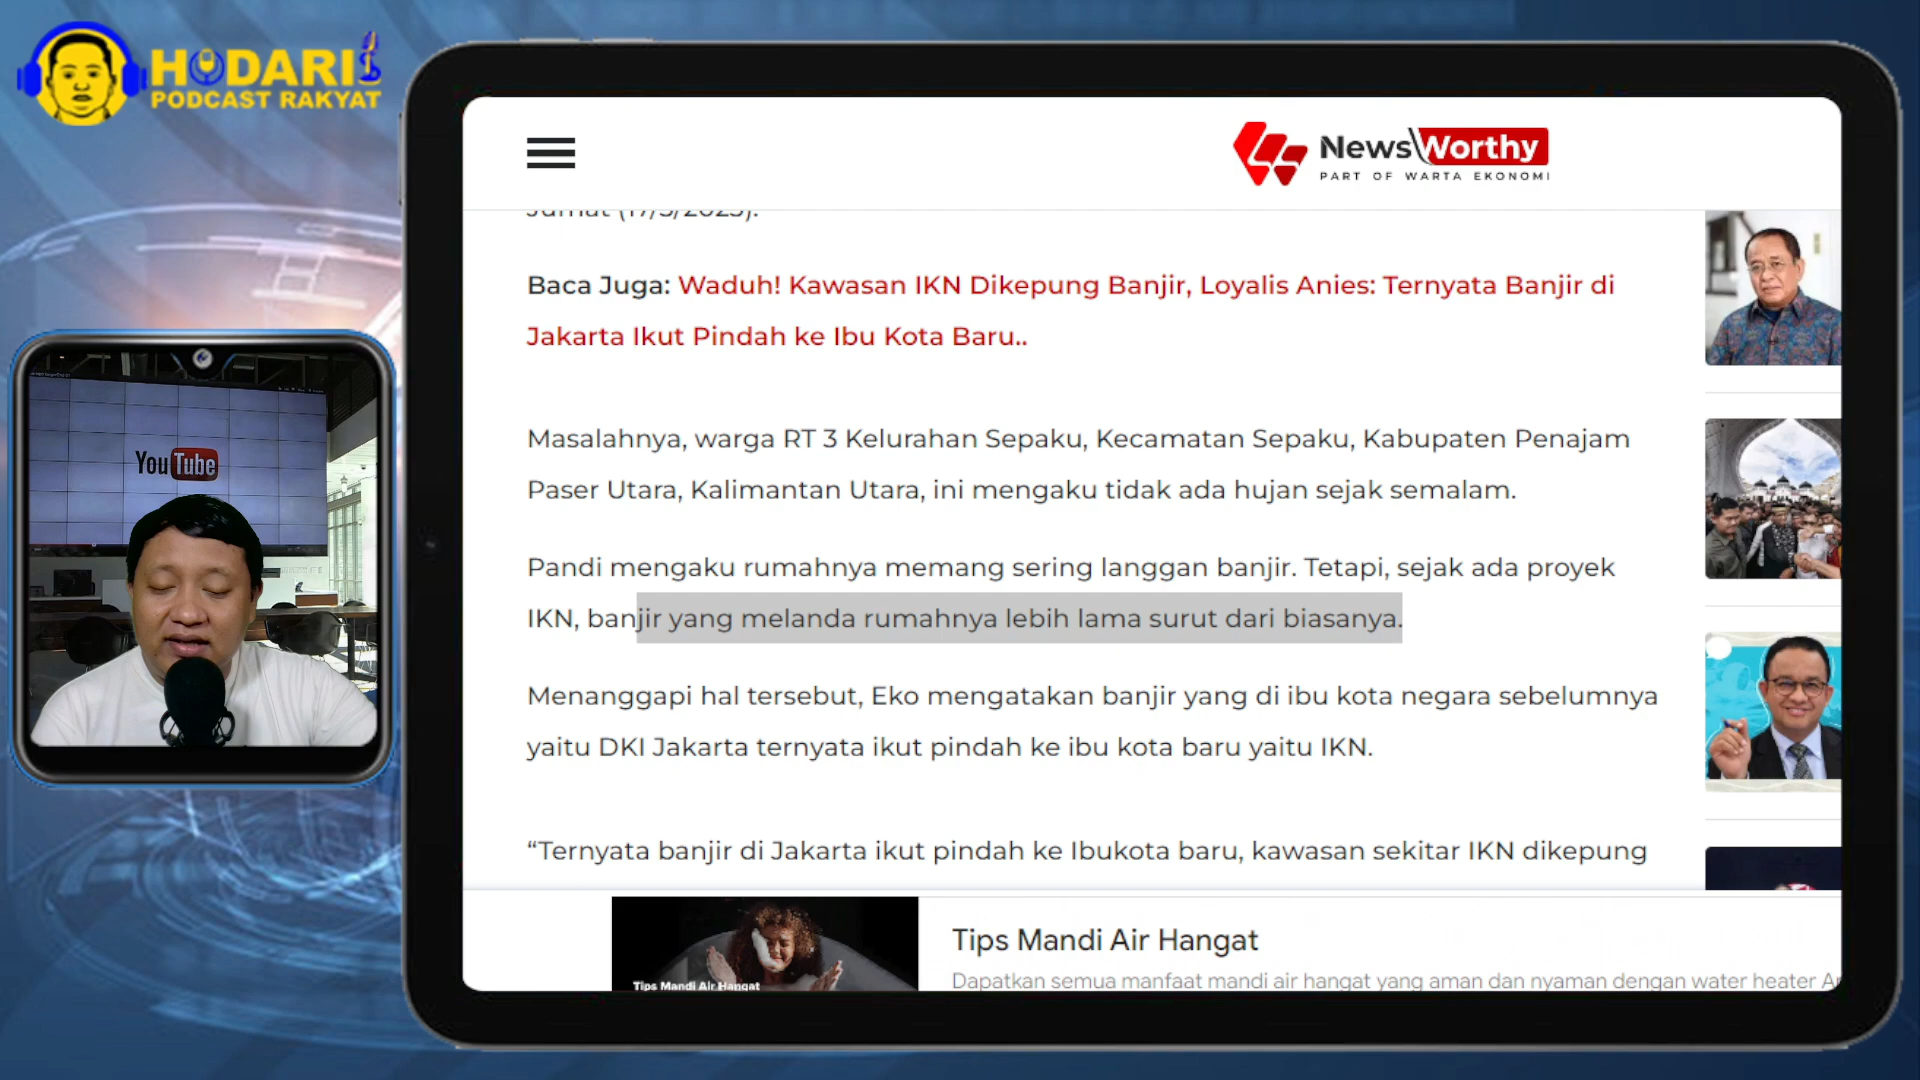 HODARI
PODCAST RAKYAT
YouTube
NewsWorthy
PART OF WARTA EKONOMI
Jumat (17/3/2023).
Baca Juga: Waduh! Kawasan IKN Dikepung Banjir, Loyalis Anies: Ternyata Banjir di
Jakarta Ikut Pindah ke Ibu Kota Baru..
Masalahnya, warga RT 3 Kelurahan Sepaku, Kecamatan Sepaku, Kabupaten Penajam
Paser Utara, Kalimantan Utara, ini mengaku tidak ada hujan sejak semalam.
Pandi mengaku rumahnya memang sering langgan banjir. Tetapi, sejak ada proyek
IKN, banjir yang melanda rumahnya lebih lama surut dari biasanya.
Menanggapi hal tersebut, Eko mengatakan banjir yang di ibu kota negara sebelumnya
yaitu DKI Jakarta ternyata ikut pindah ke ibu kota baru yaitu IKN.
“Ternyata banjir di Jakarta ikut pindah ke Ibukota baru, kawasan sekitar IKN dikepung
Tips Mandi Air Hangat
Tips Mandi Air Hangat
Dapatkan semua manfaat mandi air hangat yang aman dan nyaman dengan water heater